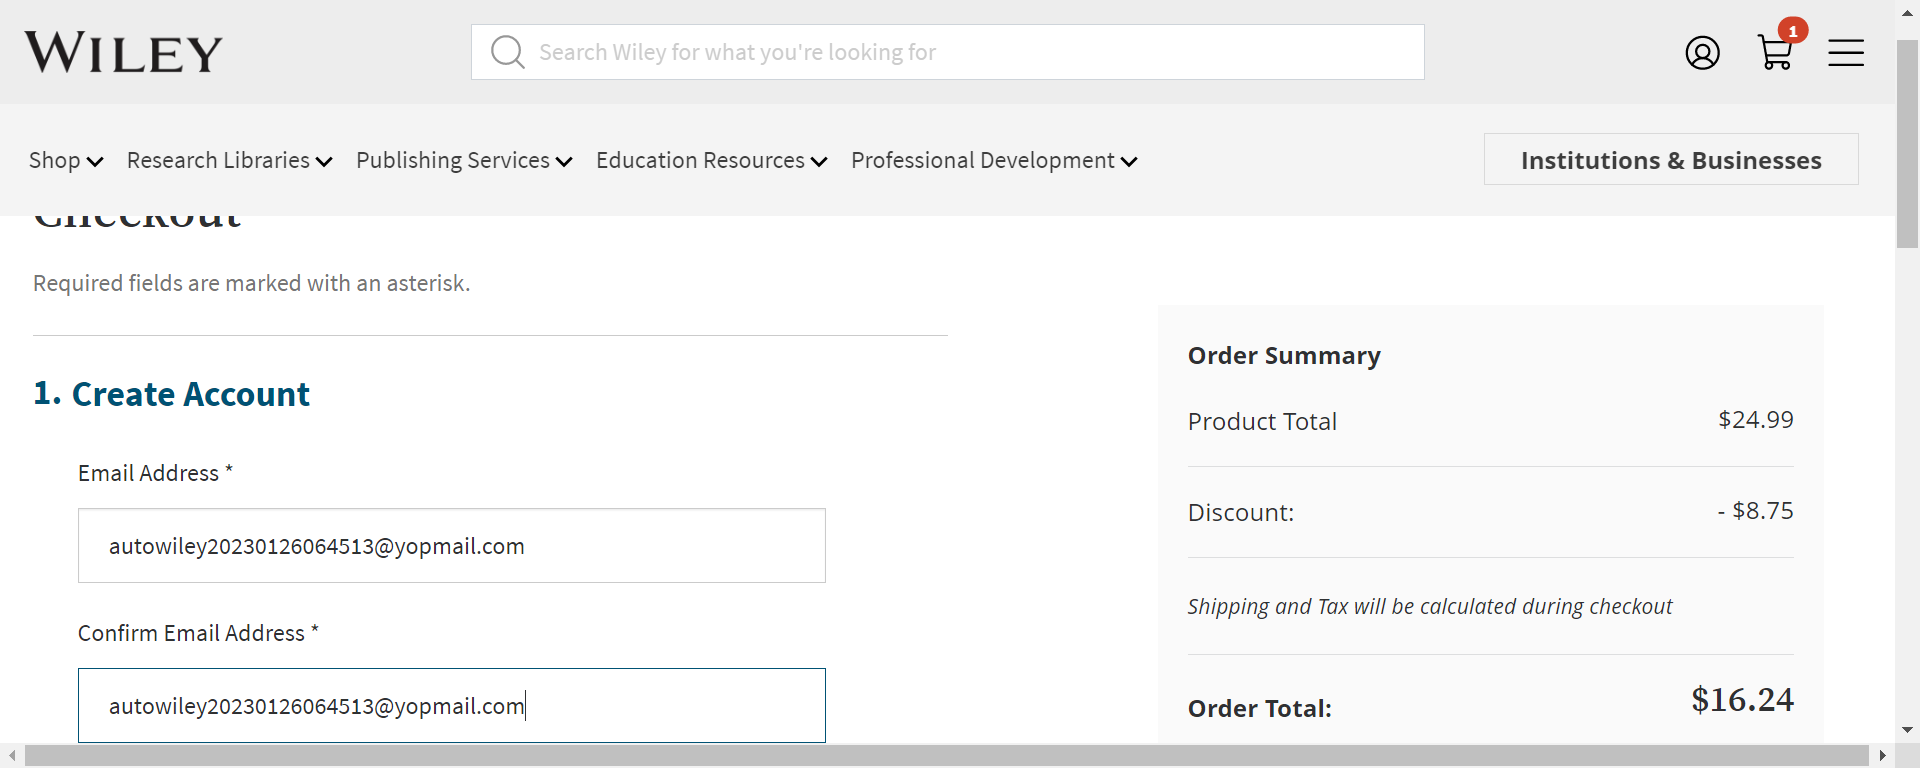 WILEY
Search Wiley for what you're looking for
1
Shop Research Libraries Publishing Services Education Resources Professional Development
Institutions & Businesses
Checkout
Required fields are marked with an asterisk.
1. Create Account
Email Address *
autowiley20230126064513@yopmail.com
Confirm Email Address *
autowiley20230126064513@yopmail.com
Order Summary
Product Total $24.99
Discount: - $8.75
Shipping and Tax will be calculated during checkout
Order Total: $16.24